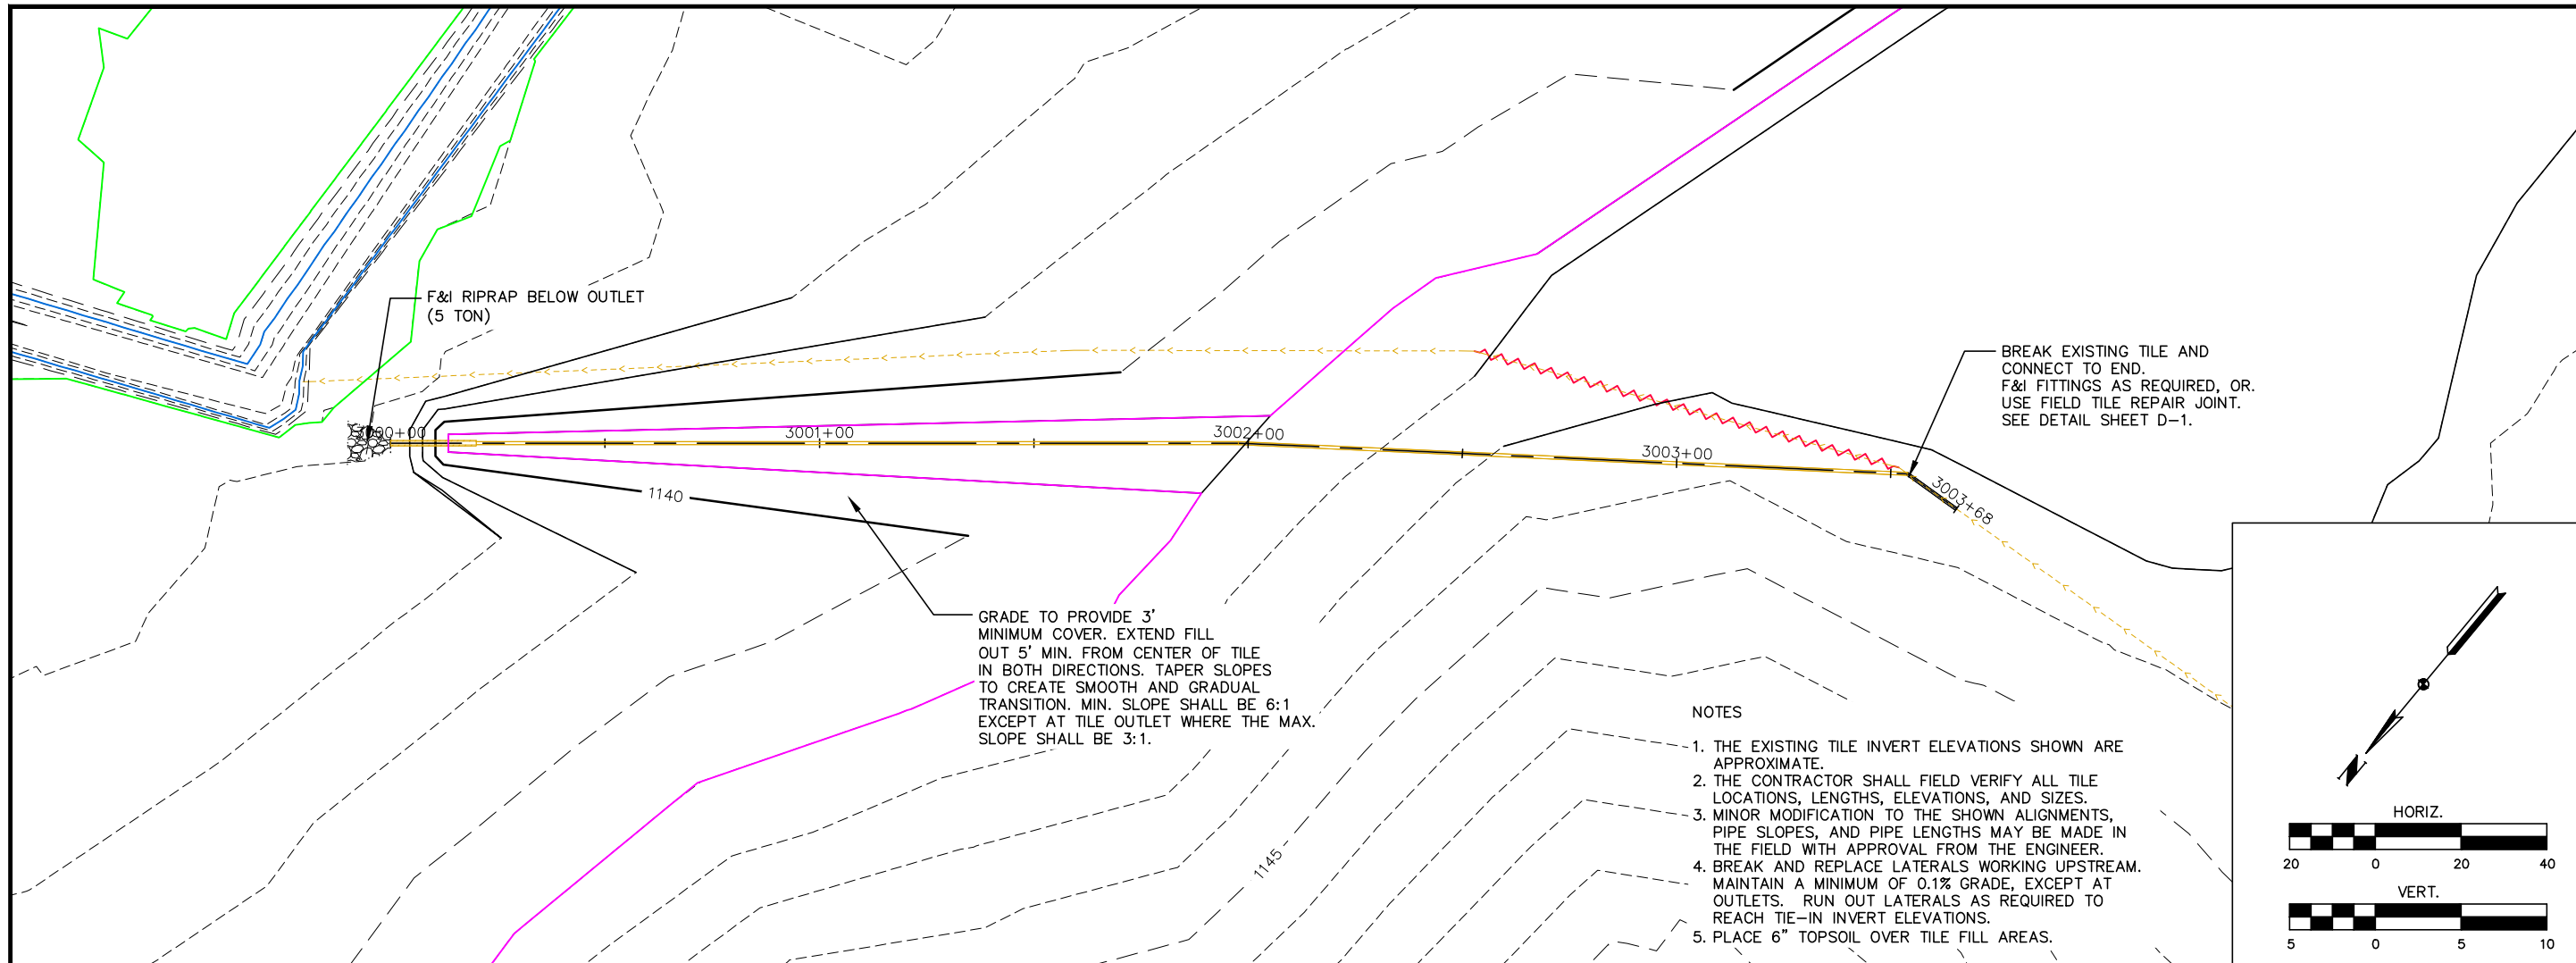 F&I RIPRAP BELOW OUTLET
(5 TON)
3000+00
3001+00
3002+00
3003+00
3003+68
BREAK EXISTING TILE AND
CONNECT TO END.
F&I FITTINGS AS REQUIRED, OR.
USE FIELD TILE REPAIR JOINT.
SEE DETAIL SHEET D-1.
1140
GRADE TO PROVIDE 3'
MINIMUM COVER. EXTEND FILL
OUT 5' MIN. FROM CENTER OF TILE
IN BOTH DIRECTIONS. TAPER SLOPES
TO CREATE SMOOTH AND GRADUAL
TRANSITION. MIN. SLOPE SHALL BE 6:1
EXCEPT AT TILE OUTLET WHERE THE MAX.
SLOPE SHALL BE 3:1.
1145
NOTES
1. THE EXISTING TILE INVERT ELEVATIONS SHOWN ARE
APPROXIMATE.
2. THE CONTRACTOR SHALL FIELD VERIFY ALL TILE
LOCATIONS, LENGTHS, ELEVATIONS, AND SIZES.
3. MINOR MODIFICATION TO THE SHOWN ALIGNMENTS,
PIPE SLOPES, AND PIPE LENGTHS MAY BE MADE IN
THE FIELD WITH APPROVAL FROM THE ENGINEER.
4. BREAK AND REPLACE LATERALS WORKING UPSTREAM.
MAINTAIN A MINIMUM OF 0.1% GRADE, EXCEPT AT
OUTLETS. RUN OUT LATERALS AS REQUIRED TO
REACH TIE-IN INVERT ELEVATIONS.
5. PLACE 6" TOPSOIL OVER TILE FILL AREAS.
N
HORIZ.
20 0 20 40
VERT.
5 0 5 10